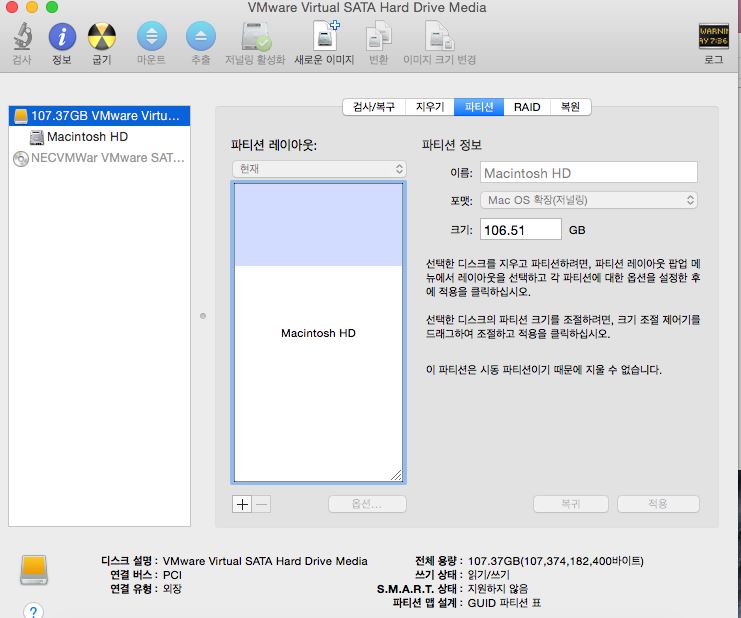 VMware Virtual SATA Hard Drive Media
WARNIN
AY 7:36
검사
정보
굽기
마운트
추출
저널링 활성화
새로운 이미지
변환
이미지 크기 변경
로그
107.37GB VMware Virtu...
Macintosh HD
NECVMWar VMware SAT...
검사/복구
지우기
파티션
RAID
복원
파티션 레이아웃:
현재
Macintosh HD
옵션...
파티션 정보
이름: Macintosh HD
포맷: Mac OS 확장(저널링)
크기: 106.51 GB
선택한 디스크를 지우고 파티션하려면, 파티션 레이아웃 팝업 메
뉴에서 레이아웃을 선택하고 각 파티션에 대한 옵션을 설정한 후
에 적용을 클릭하십시오.
선택한 디스크의 파티션 크기를 조절하려면, 크기 조절 제어기를
드래그하여 조절하고 적용을 클릭하십시오.
이 파티션은 시동 파티션이기 때문에 지울 수 없습니다.
복귀
적용
디스크 설명 : VMware Virtual SATA Hard Drive Media
연결 버스 : PCI
연결 유형 : 외장
전체 용량 : 107.37GB(107,374,182,400바이트)
쓰기 상태 : 읽기/쓰기
S.M.A.R.T. 상태 : 지원하지 않음
파티션 맵 설계 : GUID 파티션 표
?